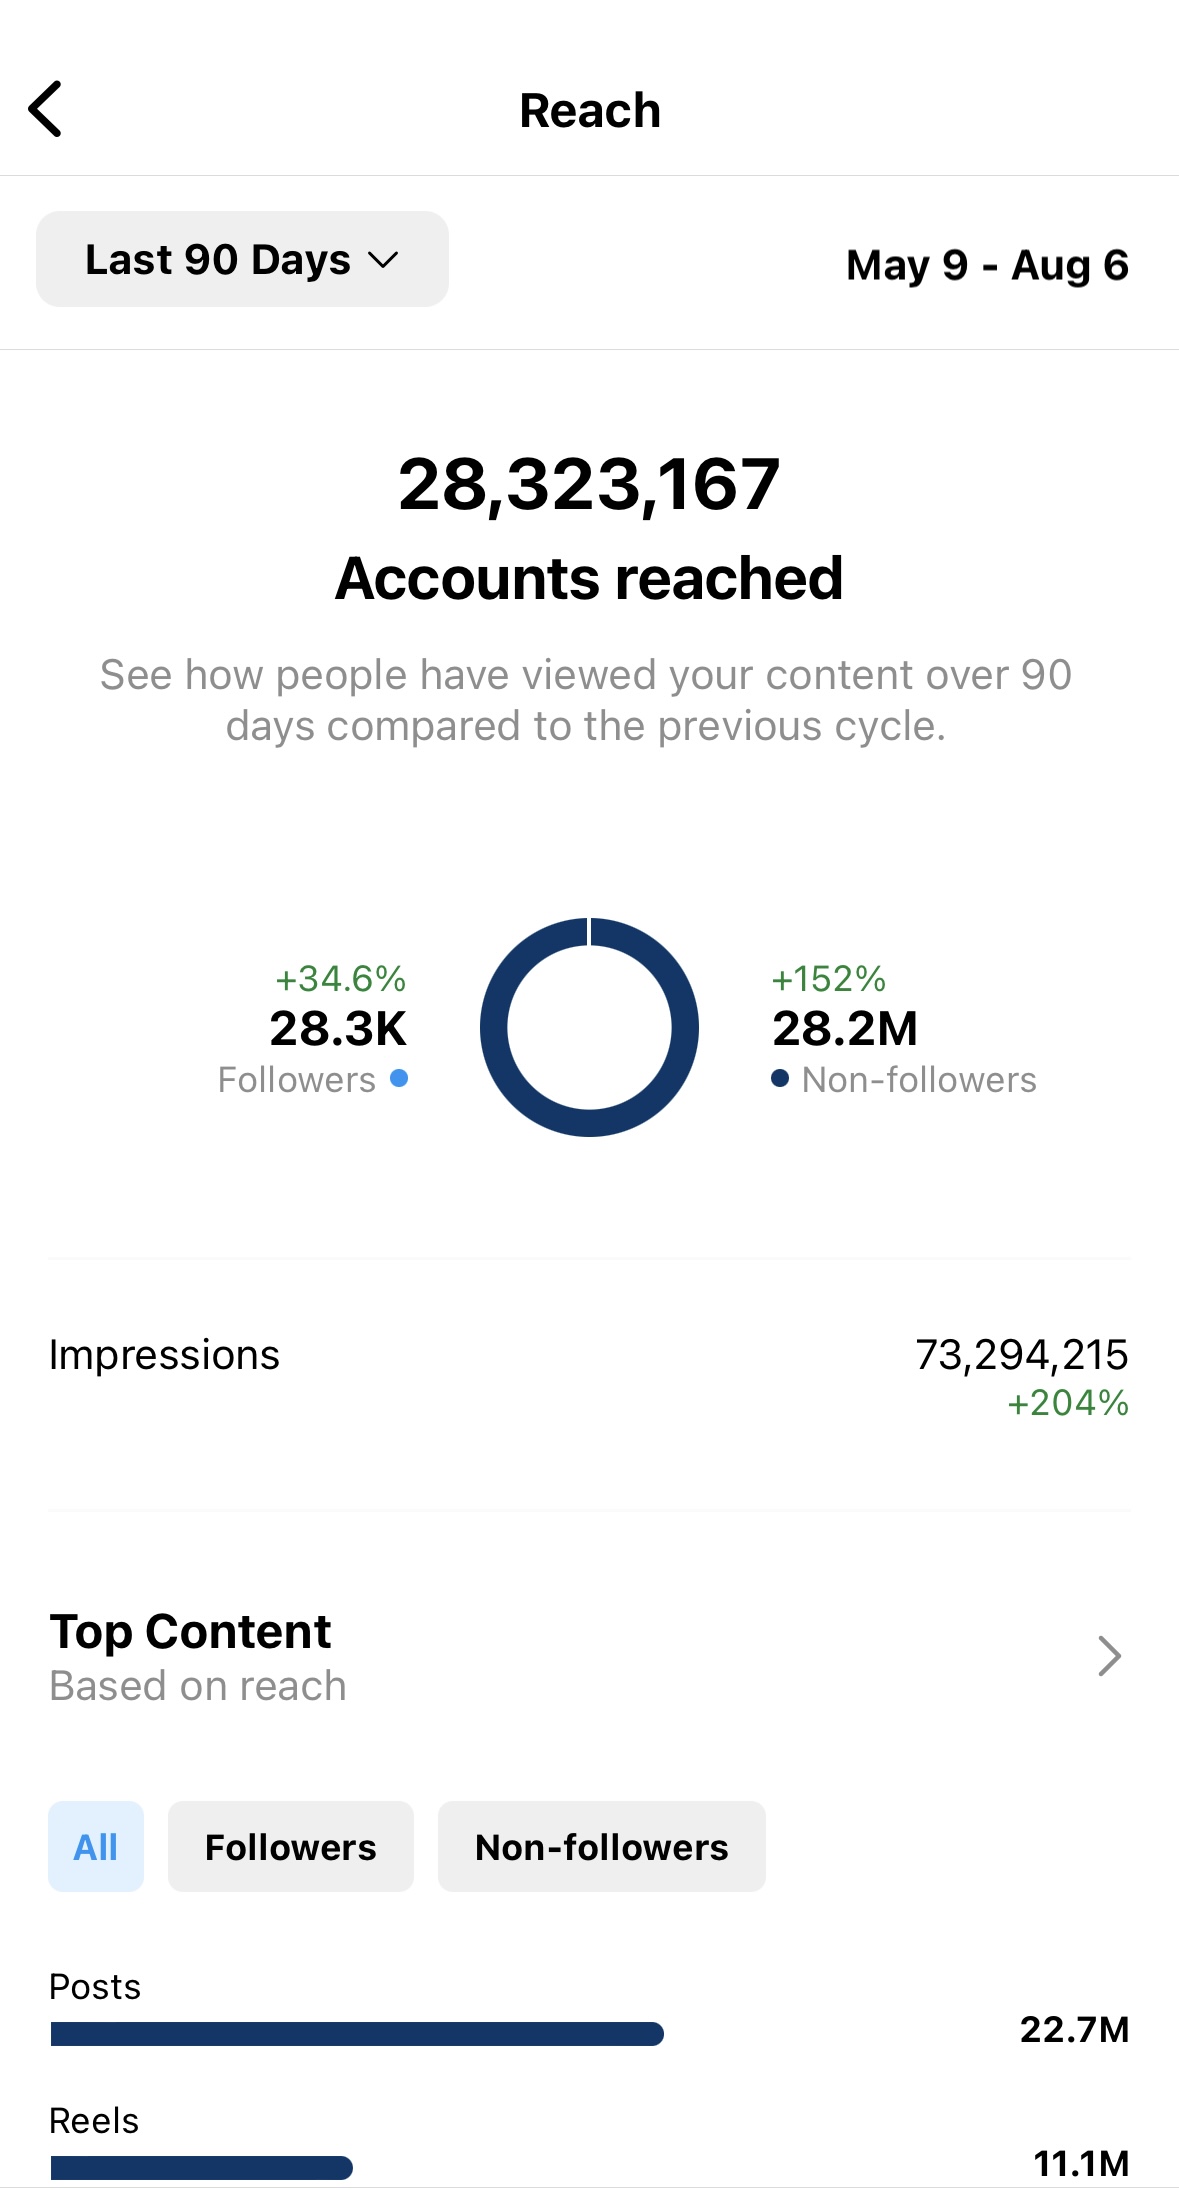 Reach
Last 90 Days
May 9 - Aug 6
28,323,167
Accounts reached
See how people have viewed your content over 90
days compared to the previous cycle.
+34.6%
28.3K
Followers
+152%
28.2M
Non-followers
Impressions
73,294,215
+204%
Top Content
Based on reach
All
Followers
Non-followers
Posts
22.7M
Reels
11.1M